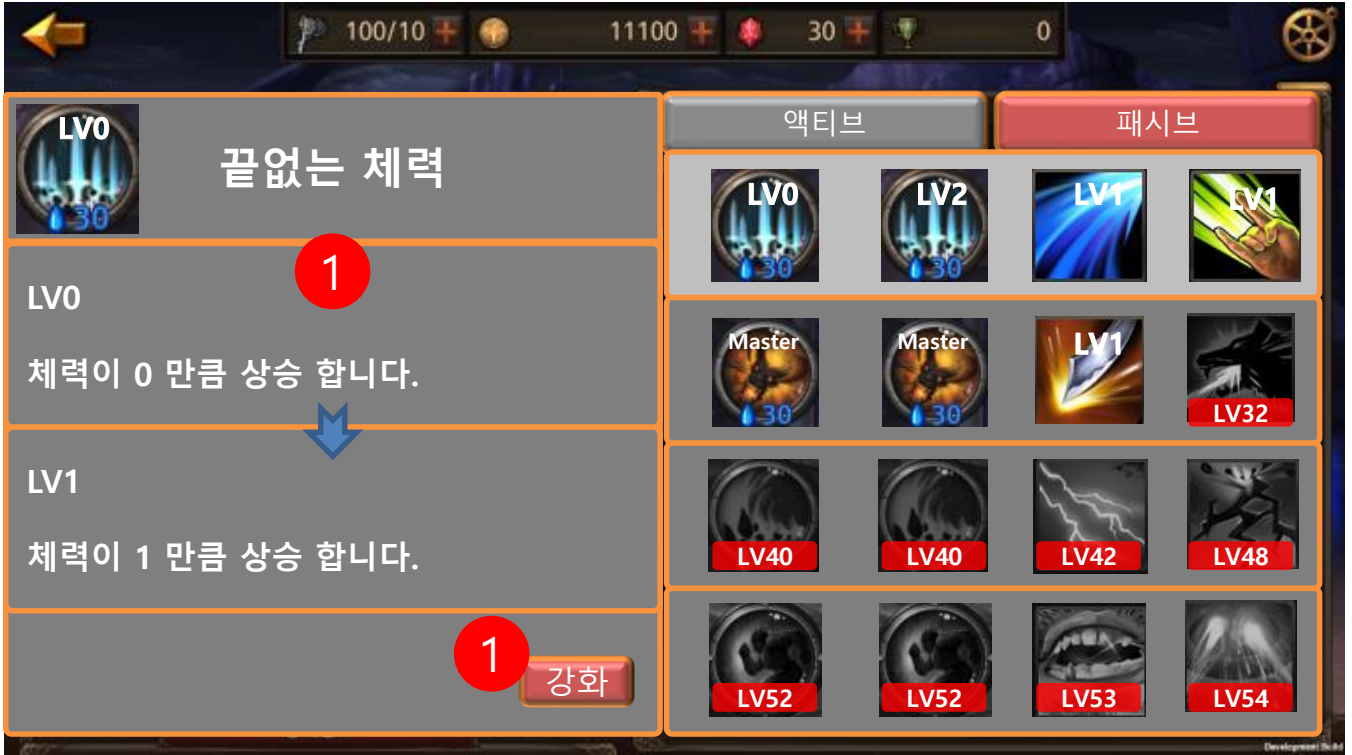 100/10
11100
30
0
LV0
30
끝없는 체력
1
LV0
체력이 0 만큼 상승 합니다.
LV1
체력이 1 만큼 상승 합니다.
1
강화
액티브
패시브
LV0 LV2 LV1 LV1
30 30
Master Master LV1
30 30
LV32
LV40 LV40 LV42 LV48
LV52 LV52 LV53 LV54
Development Build